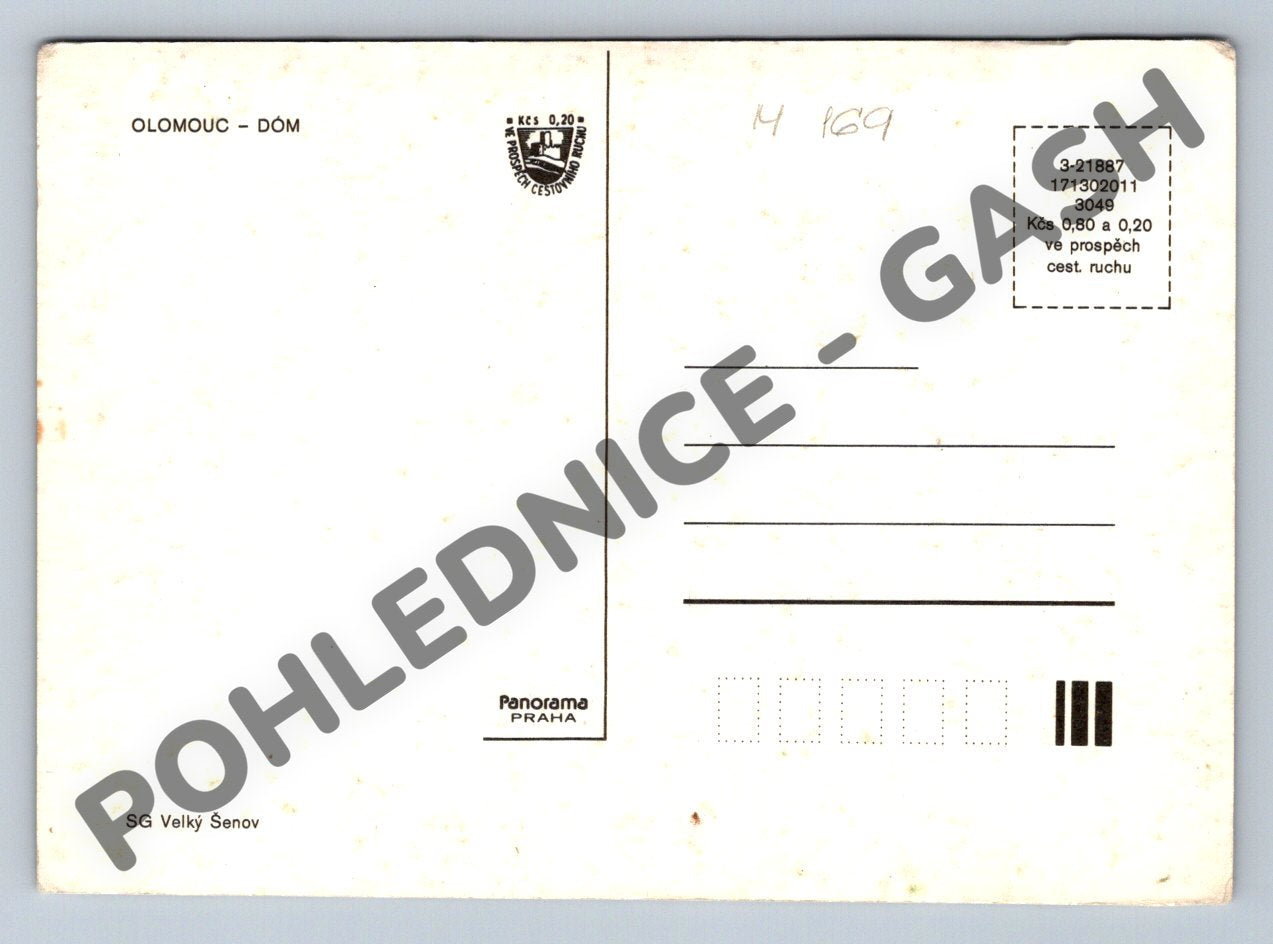 OLOMOUC – DÓM
Kčs 0,20
VE PROSPĚCH CESTOVNÍHO RUCHU
M 169
3-21887
171302011
3049
Kčs 0,80 a 0,20
ve prospěch
cest. ruchu
POHLEDNICE - GASH
Panorama
PRAHA
SG Velký Šenov